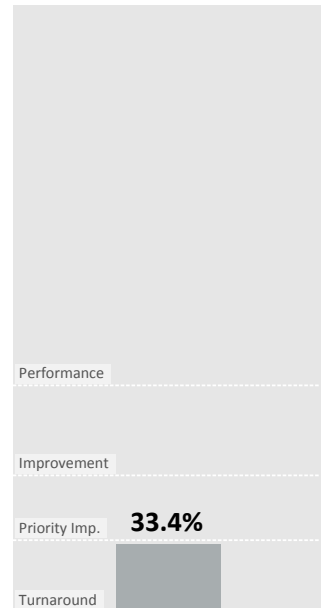 Performance
Improvement
Priority Imp. 33.4%
Turnaround